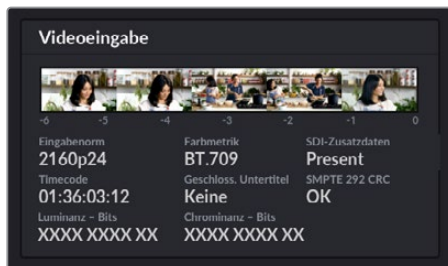 Videoeingabe
-6 -5 -4 -3 -2 -1 0
Eingabenorm Farbmetrik SDI-Zusatzdaten
2160p24 BT.709 Present
Timecode Geschloss. Untertitel SMPTE 292 CRC
01:36:03:12 Keine OK
Luminanz – Bits Chrominanz – Bits
XXXX XXXX XX XXXX XXXX XX